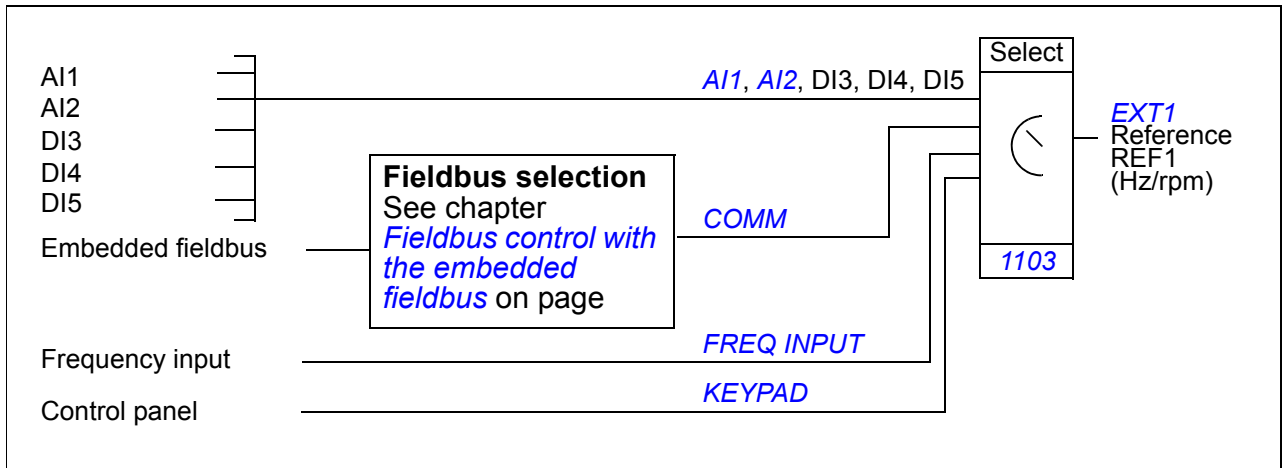 AI1
AI2
DI3
DI4
DI5
Embedded fieldbus
Fieldbus selection
See chapter
Fieldbus control with
the embedded
fieldbus on page
Frequency input
Control panel
AI1, AI2, DI3, DI4, DI5
COMM
FREQ INPUT
KEYPAD
Select
1103
EXT1
Reference
REF1
(Hz/rpm)